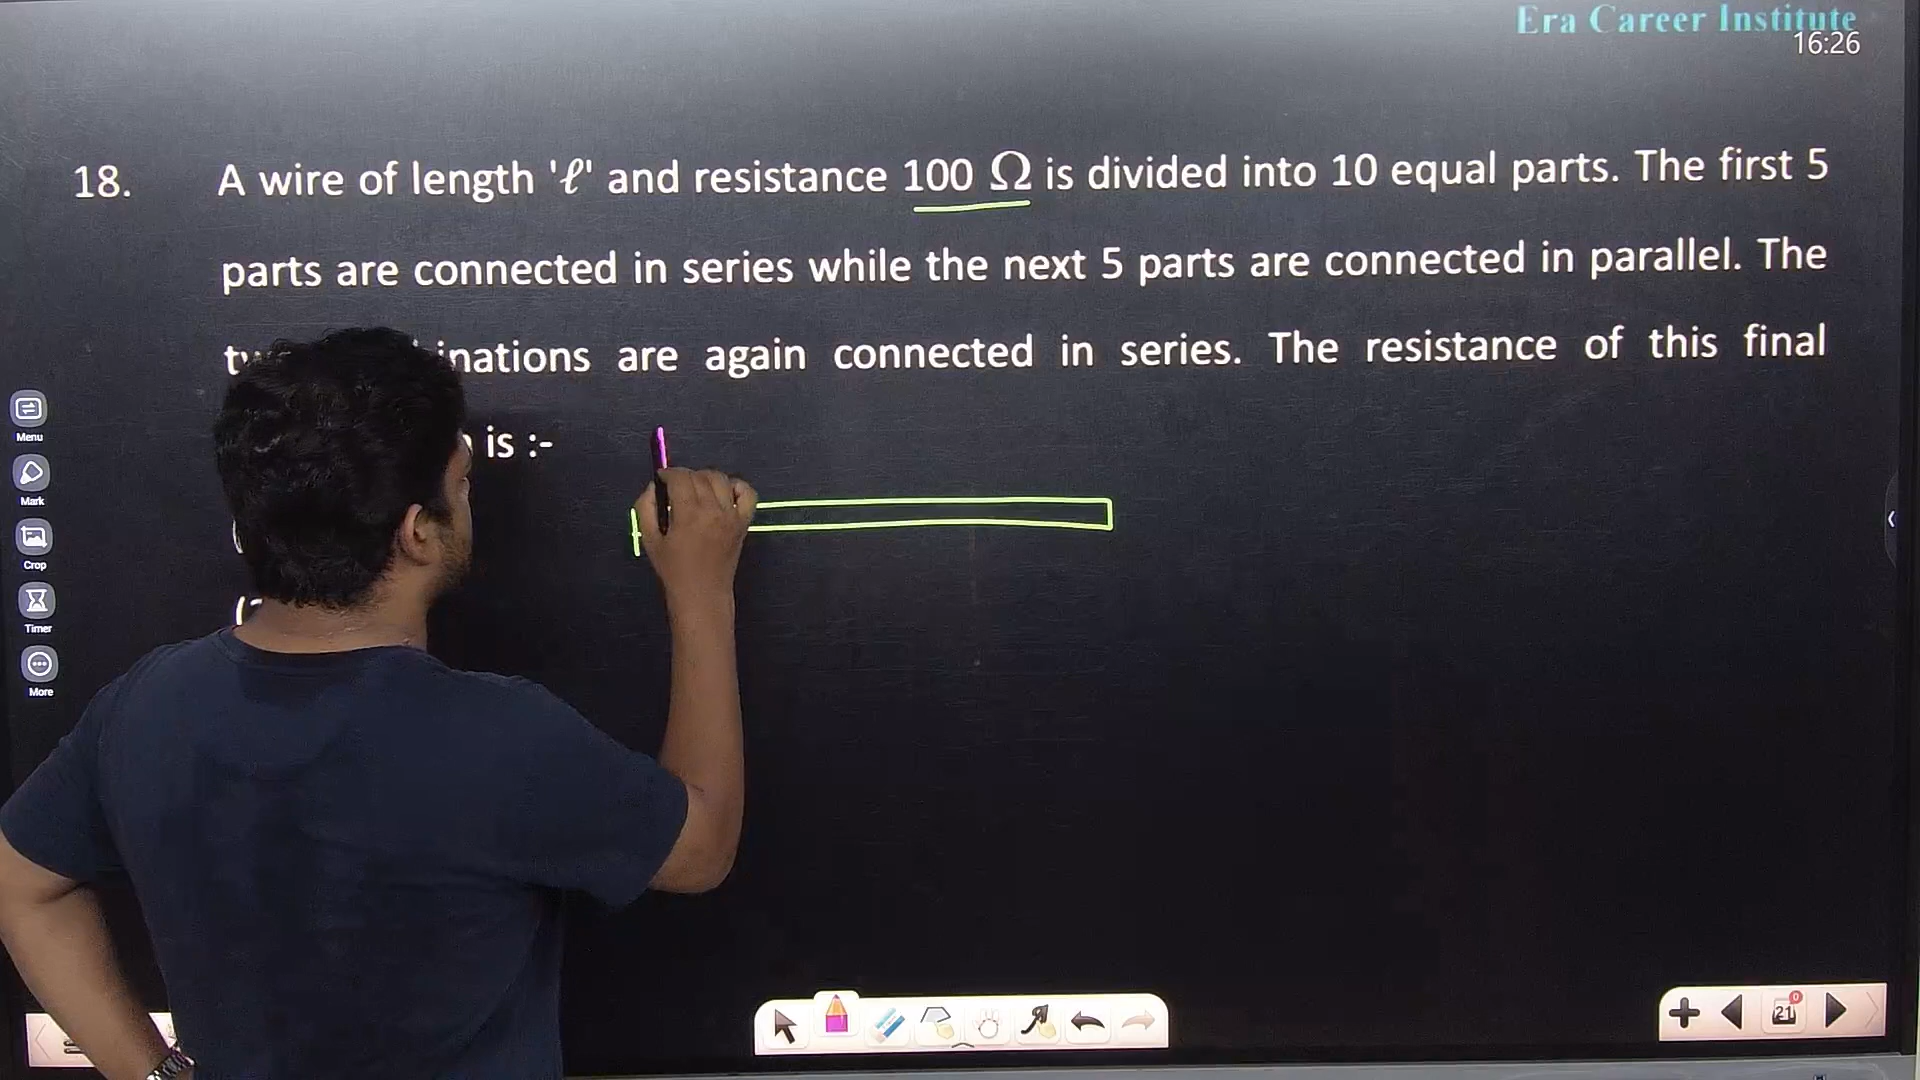 Era Career Institute
16:26
18. A wire of length 'ℓ' and resistance 100 Ω is divided into 10 equal parts. The first 5
parts are connected in series while the next 5 parts are connected in parallel. The
are again connected in series. The resistance of this final
is :-
Menu
Mark
Crop
Timer
More
21
0